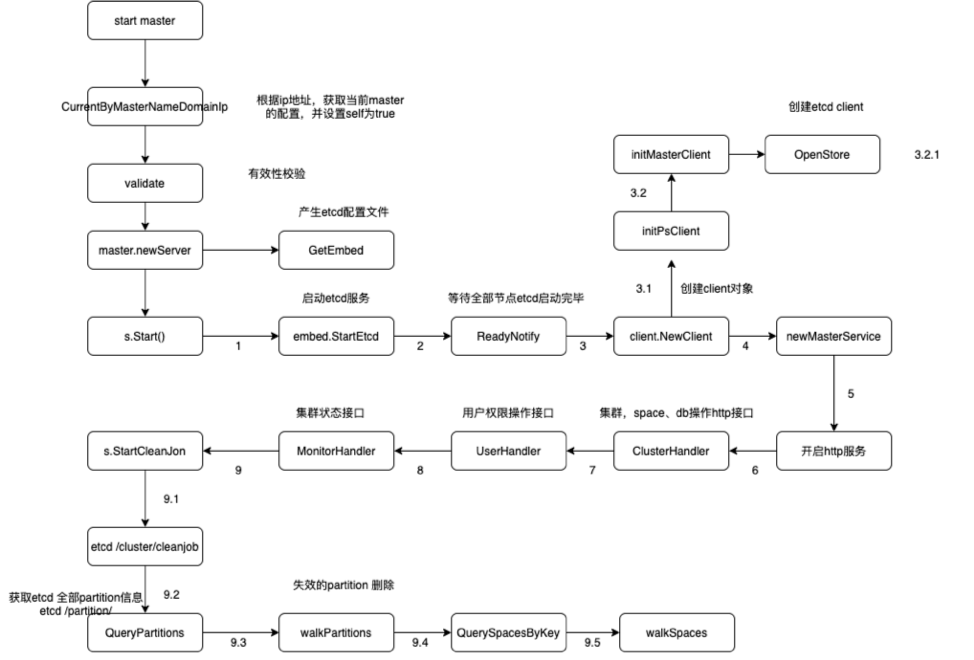 start master
CurrentByMasterNameDomainIp
根据ip地址，获取当前master
的配置，并设置self为true
创建etcd client
initMasterClient
OpenStore
3.2.1
validate
有效性校验
3.2
产生etcd配置文件
initPsClient
master.newServer
GetEmbed
3.1
创建client对象
启动etcd服务
等待全部节点etcd启动完毕
s.Start()
1
embed.StartEtcd
2
ReadyNotify
3
client.NewClient
4
newMasterService
5
集群状态接口
用户权限操作接口
集群，space、db操作http接口
s.StartCleanJon
9
MonitorHandler
8
UserHandler
7
ClusterHandler
6
开启http服务
9.1
etcd /cluster/cleanjob
获取etcd 全部partition信息
etcd /partition/
9.2
失效的partition 删除
QueryPartitions
9.3
walkPartitions
9.4
QuerySpacesByKey
9.5
walkSpaces